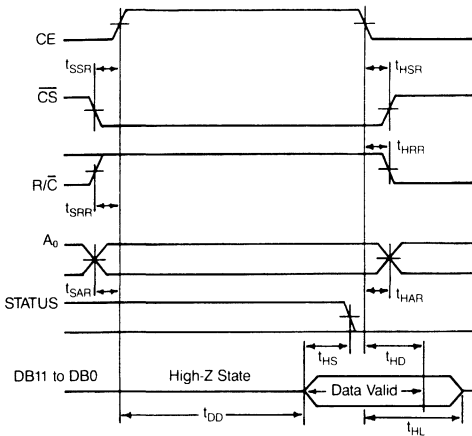 CE
tSSR
tHSR
CS
tHRR
R/C
tSRR
A0
tSAR
tHAR
STATUS
tHS
tHD
DB11 to DB0
High-Z State
Data Valid
tDD
tHL